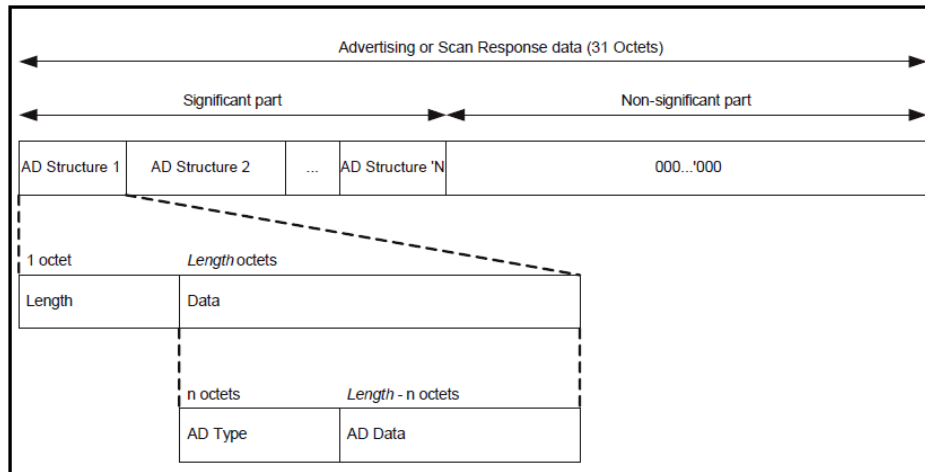 Advertising or Scan Response data (31 Octets)
Significant part Non-significant part
AD Structure 1 AD Structure 2 ... AD Structure 'N 000...'000
1 octet Length octets
Length Data
n octets Length - n octets
AD Type AD Data